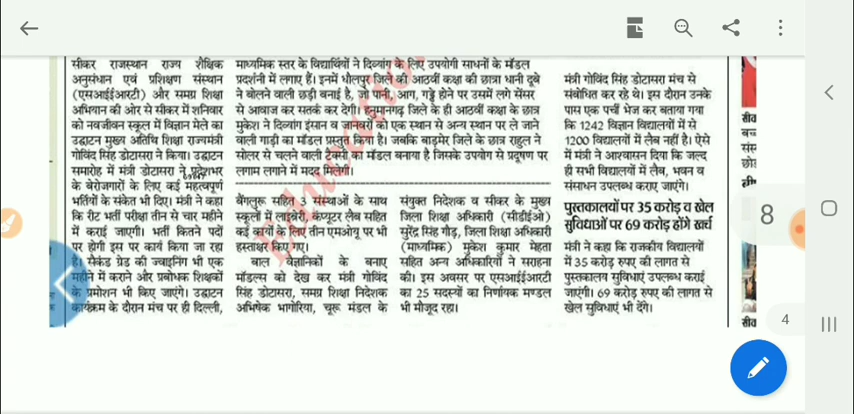 सीकर राजस्थान राज्य शैक्षिक
अनुसंधान एवं प्रशिक्षण संस्थान
(एसआईईआरटी) और समग्र शिक्षा
अभियान की ओर से सीकर में शनिवार
को नवजीवन स्कूल में विज्ञान मेले का
उद्घाटन मुख्य अतिथि शिक्षा राज्यमंत्री
गोविंद सिंह डोटासरा ने किया। उद्घाटन
समारोह में मंत्री डोटासरा ने प्रदेशभर
के बेरोजगारों के लिए कई महत्वपूर्ण
भर्तियों के संकेत भी दिए। मंत्री ने कहा
कि रीट भर्ती परीक्षा तीन से चार महीने
में कराई जाएगी। भर्ती कितने पदों
पर होगी इस पर कार्य किया जा रहा
है। सैकंड ग्रेड की ज्वाइनिंग भी एक
महीने में कराने और प्रबोधक शिक्षकों
के प्रमोशन भी किए जाएंगे। उद्घाटन
कार्यक्रम के दौरान मंच पर ही दिल्ली,
माध्यमिक स्तर के विद्यार्थियों ने दिव्यांग के लिए उपयोगी साधनों के मॉडल
प्रदर्शनी में लगाए हैं। इनमें धौलपुर जिले की आठवीं कक्षा की छात्रा धानी दूबे
ने बोलने वाली छड़ी बनाई है, जो पानी, आग, गड्ढे होने पर उसमें लगे सेंसर
से आवाज कर सतर्क कर देगी। हनुमानगढ़ जिले के ही आठवीं कक्षा के छात्र
मुकेश ने दिव्यांग इंसान व जानवरों को एक स्थान से अन्य स्थान पर ले जाने
वाली गाड़ी का मॉडल प्रस्तुत किया है। जबकि बाड़मेर जिले के छात्र राहुल ने
सोलर से चलने वाली टैक्सी का मॉडल बनाया है जिसके उपयोग से प्रदूषण पर
लगाम लगाने में मदद मिलेगी।
बैंगलुरू सहित 3 संस्थाओं के साथ
स्कूलों में लाइब्रेरी, कंप्यूटर लैब सहित
कई कार्यों के लिए तीन एमओयू पर भी
हस्ताक्षर किए गए।
बाल वैज्ञानिकों के बनाए
मॉडल्स को देख कर मंत्री गोविंद
सिंह डोटासरा, समग्र शिक्षा निदेशक
अभिषेक भागोरिया, चूरू मंडल के
संयुक्त निदेशक व सीकर के मुख्य
जिला शिक्षा अधिकारी (सीडीईओ)
सुरेंद्र सिंह गौड़, जिला शिक्षा अधिकारी
(माध्यमिक) मुकेश कुमार मेहता
सहित अन्य अधिकारियों ने सराहना
की। इस अवसर पर एसआईईआरटी
का 25 सदस्यों का निर्णायक मण्डल
भी मौजूद रहा।
मंत्री गोविंद सिंह डोटासरा मंच से
संबोधित कर रहे थे। इस दौरान उनके
पास एक पर्ची भेज कर बताया गया
कि 1242 विज्ञान विद्यालयों में से
1200 विद्यालयों में लैब नहीं है। ऐसे
में मंत्री ने आश्वासन दिया कि जल्द
ही सभी विद्यालयों में लैब, भवन व
संसाधन उपलब्ध कराए जाएंगे।
पुस्तकालयों पर 35 करोड़ व खेल
सुविधाओं पर 69 करोड़ होंगे खर्च
मंत्री ने कहा कि राजकीय विद्यालयों
में 35 करोड़ की लागत से
पुस्तकालय सुविधाएं उपलब्ध कराई
जाएंगी। 69 करोड़ रुपए की लागत से
खेल सुविधाएं भी देंगे।
8
4